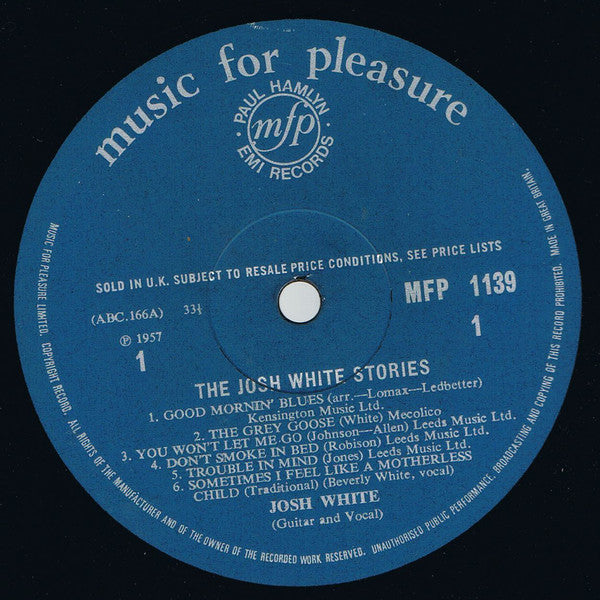 music for pleasure
PAUL HAMLYN
mfp
EMI RECORDS
SOLD IN U.K. SUBJECT TO RESALE PRICE CONDITIONS, SEE PRICE LISTS
(ABC.166A) 33⅓
MFP 1139
℗ 1957
1
1
THE JOSH WHITE STORIES
1. GOOD MORNIN' BLUES (arr.—Lomax—Ledbetter)
Kensington Music Ltd.
2. THE GREY GOOSE (White) Mecolico
3. YOU WON'T LET ME GO (Johnson—Allen) Leeds Music Ltd.
4. DON'T SMOKE IN BED (Robison) Leeds Music Ltd.
5. TROUBLE IN MIND (Jones) Leeds Music Ltd.
6. SOMETIMES I FEEL LIKE A MOTHERLESS
CHILD (Traditional) (Beverly White, vocal)
JOSH WHITE
(Guitar and Vocal)
MUSIC FOR PLEASURE LIMITED. COPYRIGHT RECORD. ALL RIGHTS OF THE MANUFACTURER AND OF THE OWNER OF THE RECORDED WORK RESERVED. UNAUTHORISED PUBLIC PERFORMANCE, BROADCASTING AND COPYING OF THIS RECORD PROHIBITED. MADE IN GREAT BRITAIN.